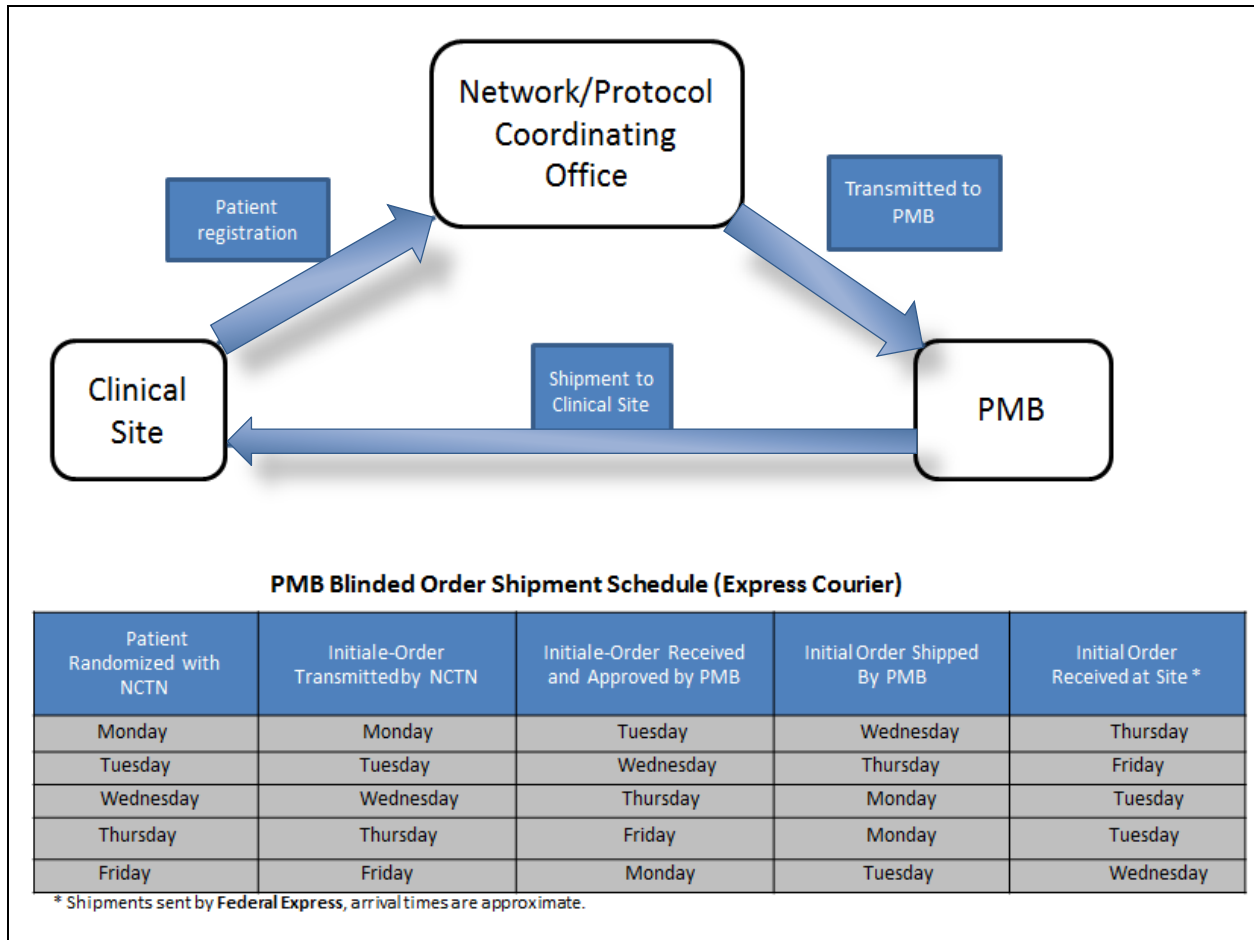 Network/Protocol
Coordinating
Office
Patient
registration
Transmitted to
PMB
Clinical
Site
Shipment to
Clinical Site
PMB
PMB Blinded Order Shipment Schedule (Express Courier)
Patient
Randomized with
NCTN
Initiale-Order
Transmittedby NCTN
Initiale-Order Received
and Approved by PMB
Initial Order Shipped
By PMB
Initial Order
Received at Site *
Monday Monday Tuesday Wednesday Thursday
Tuesday Tuesday Wednesday Thursday Friday
Wednesday Wednesday Thursday Monday Tuesday
Thursday Thursday Friday Monday Tuesday
Friday Friday Monday Tuesday Wednesday
* Shipments sent by Federal Express, arrival times are approximate.